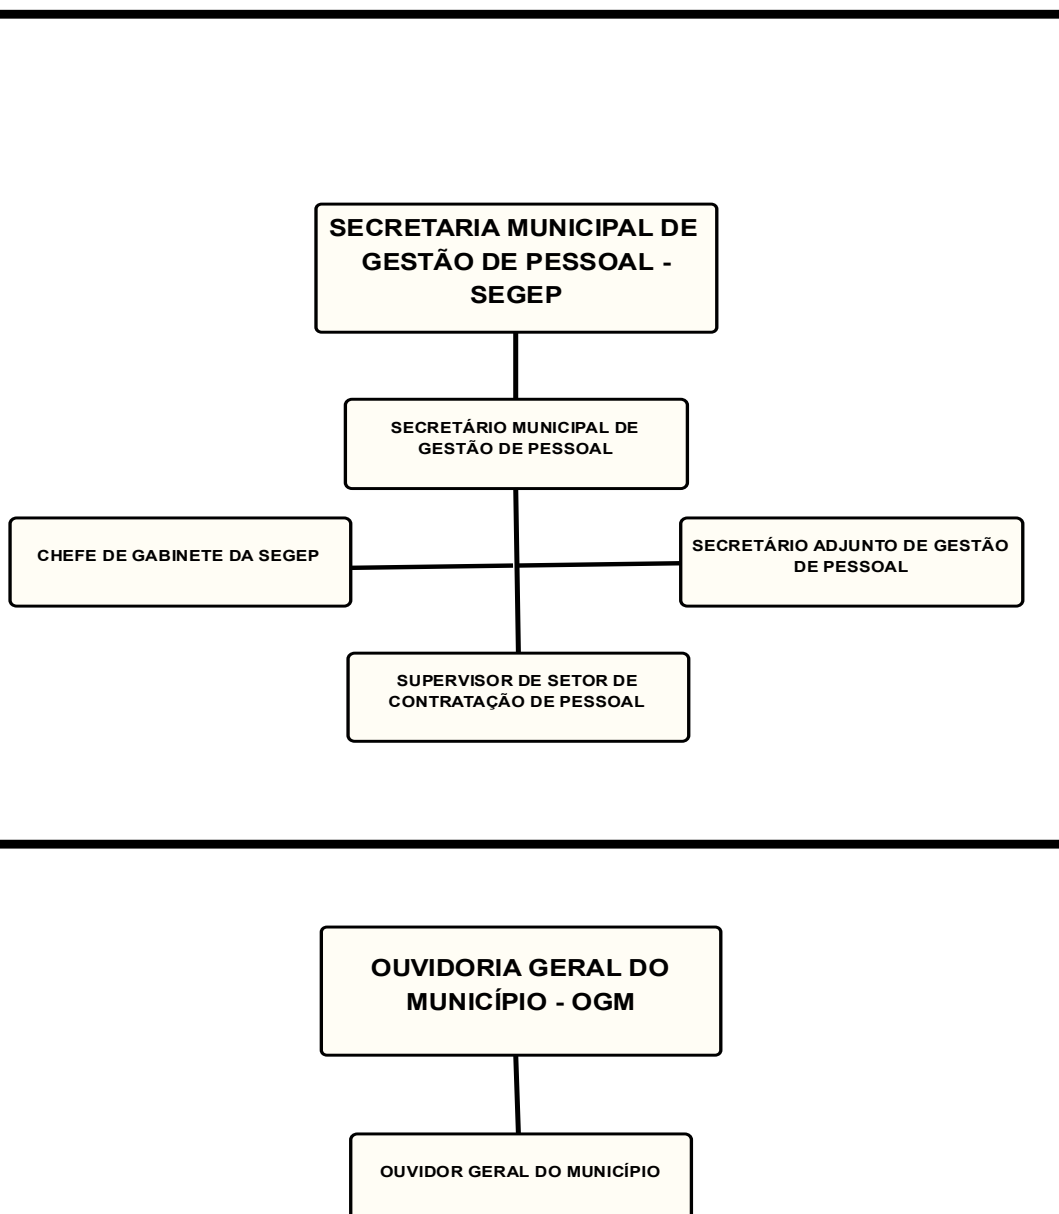 SECRETARIA MUNICIPAL DE
GESTÃO DE PESSOAL -
SEGEP
SECRETÁRIO MUNICIPAL DE
GESTÃO DE PESSOAL
CHEFE DE GABINETE DA SEGEP
SECRETÁRIO ADJUNTO DE GESTÃO
DE PESSOAL
SUPERVISOR DE SETOR DE
CONTRATAÇÃO DE PESSOAL
OUVIDORIA GERAL DO
MUNICÍPIO - OGM
OUVIDOR GERAL DO MUNICÍPIO